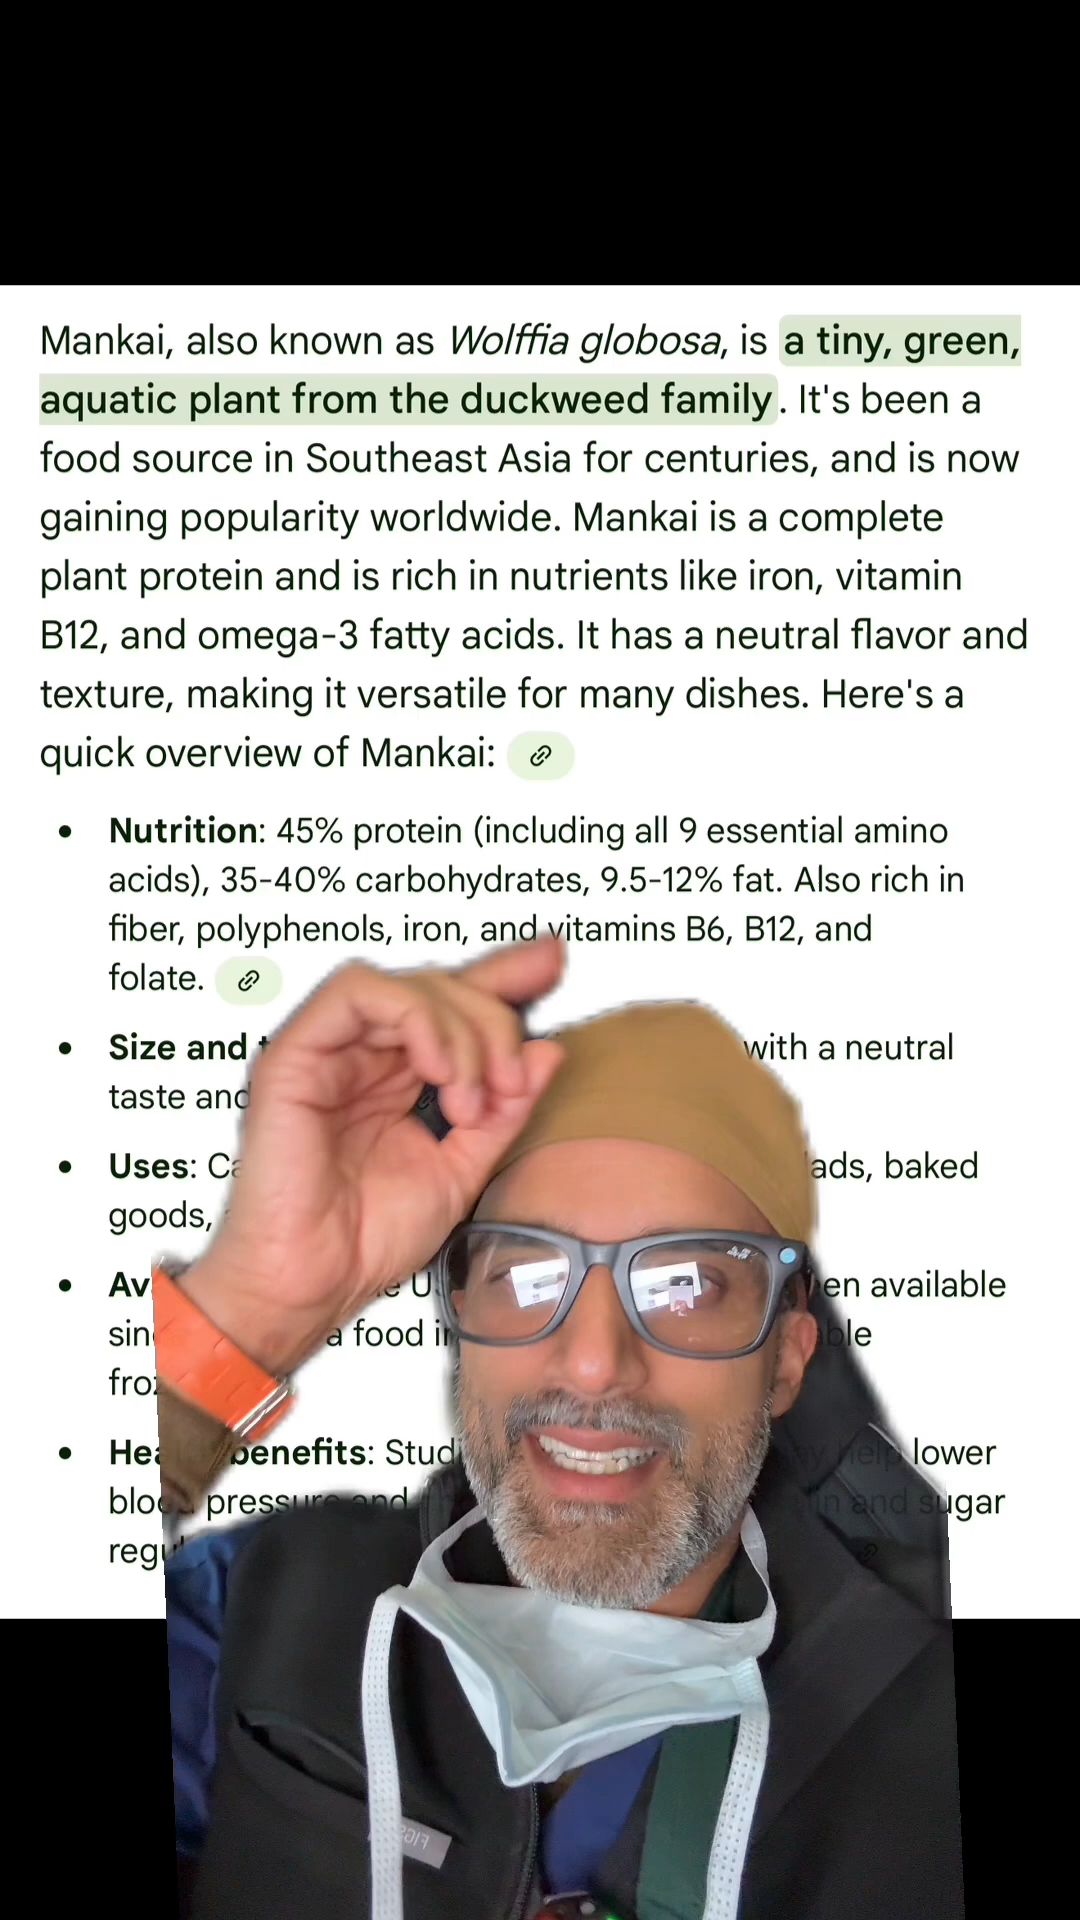 Mankai, also known as Wolffia globosa, is a tiny, green,
aquatic plant from the duckweed family. It's been a
food source in Southeast Asia for centuries, and is now
gaining popularity worldwide. Mankai is a complete
plant protein and is rich in nutrients like iron, vitamin
B12, and omega-3 fatty acids. It has a neutral flavor and
texture, making it versatile for many dishes. Here's a
quick overview of Mankai:
Nutrition: 45% protein (including all 9 essential amino
acids), 35-40% carbohydrates, 9.5-12% fat. Also rich in
fiber, polyphenols, iron, and vitamins B6, B12, and
folate.
Size and with a neutral
taste and
Uses: baked
goods,
available
a food
Health benefits: help lower
blood pressure and and sugar
FIGS